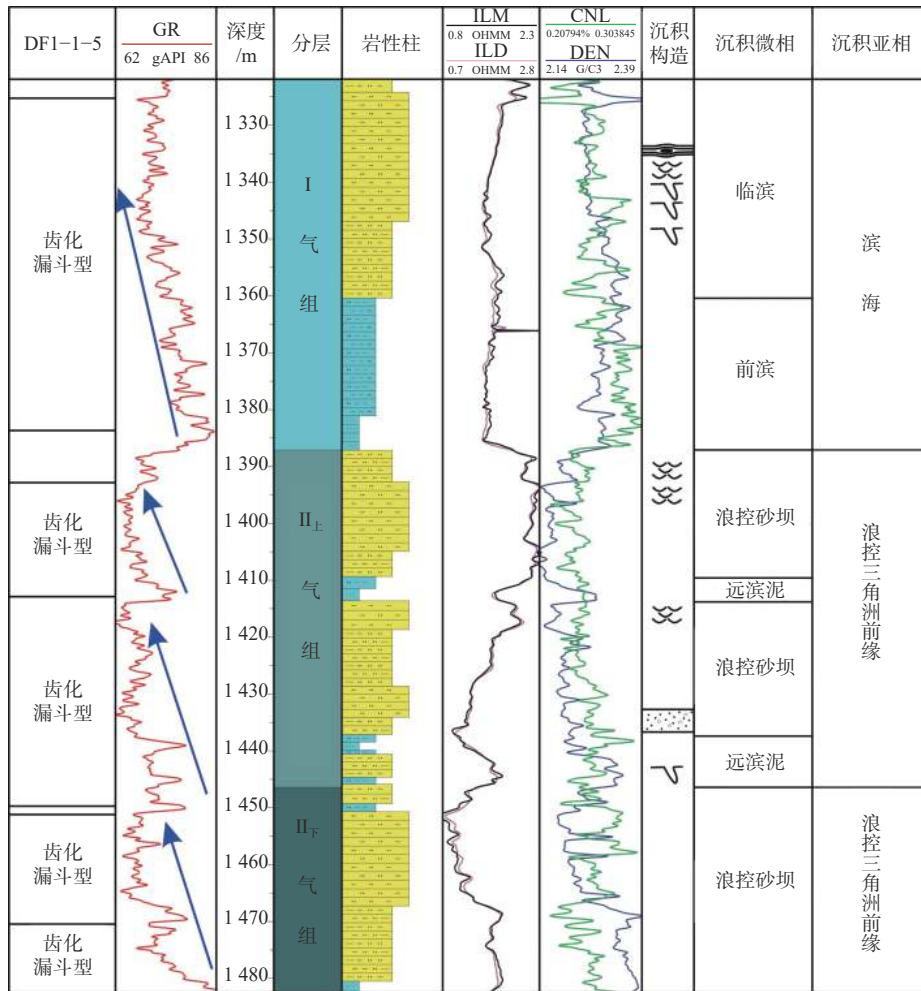 DF1-1-5
GR
62 gAPI 86
深度
/m
分层
岩性柱
ILM
0.8 OHMM 2.3
ILD
0.7 OHMM 2.8
CNL
0.20794% 0.303845
DEN
2.14 G/C3 2.39
沉积
构造
沉积微相
沉积亚相
齿化
漏斗型
齿化
漏斗型
齿化
漏斗型
齿化
漏斗型
齿化
漏斗型
1 330
1 340
1 350
1 360
1 370
1 380
1 390
1 400
1 410
1 420
1 430
1 440
1 450
1 460
1 470
1 480
I
气
组
II上
气
组
II下
气
组
临滨
前滨
浪控砂坝
远滨泥
浪控砂坝
远滨泥
浪控砂坝
滨
海
浪控三角洲前缘
浪控三角洲前缘